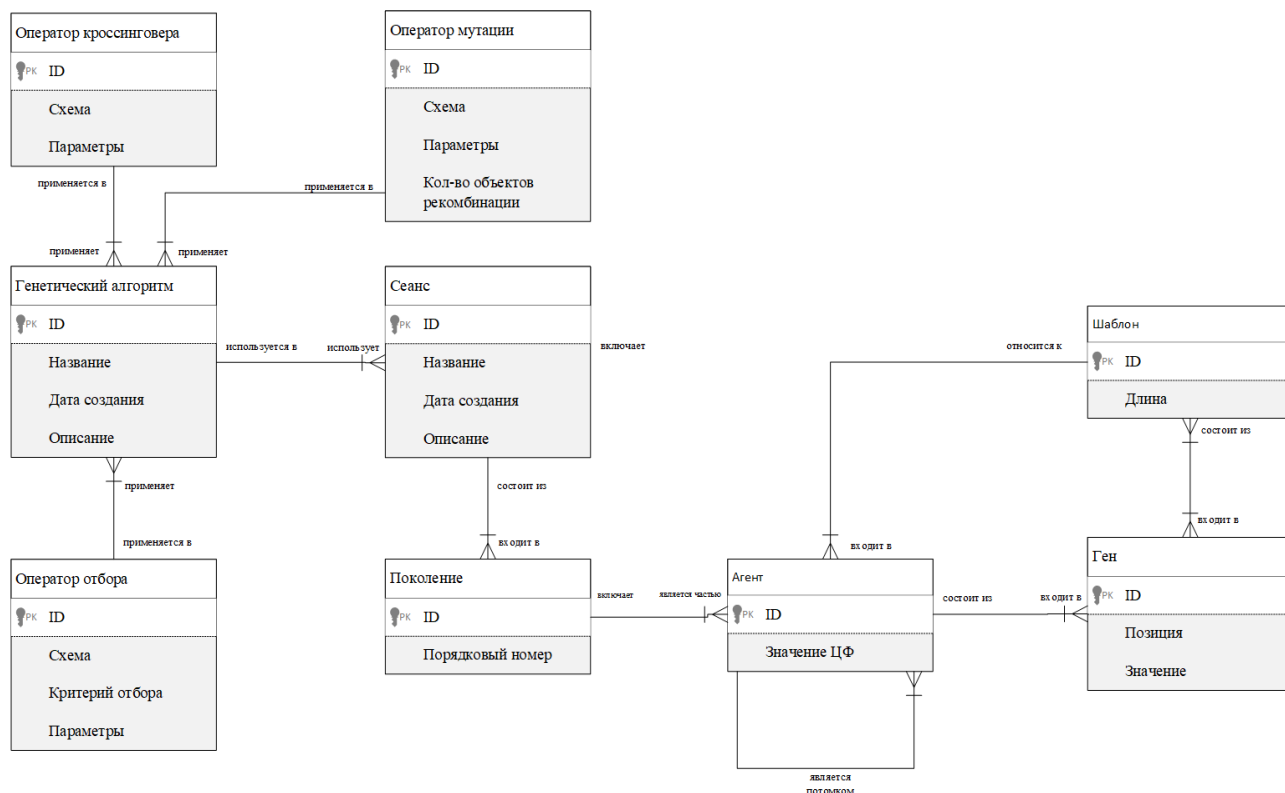 Оператор кроссинговера
PK ID
Схема
Параметры
Оператор мутации
PK ID
Схема
Параметры
Кол-во объектов
рекомбинации
применяется в
применяется в
применяет
применяет
Генетический алгоритм
PK ID
Название
Дата создания
Описание
используется в
использует
Сеанс
PK ID
Название
Дата создания
Описание
включает
относится к
Шаблон
PK ID
Длина
состоит из
применяет
состоит из
применяется в
входит в
входит в
входит в
Оператор отбора
PK ID
Схема
Критерий отбора
Параметры
Поколение
PK ID
Порядковый номер
включает
является частью
Агент
PK ID
Значение ЦФ
состоит из
входит в
Ген
PK ID
Позиция
Значение
является
потомком